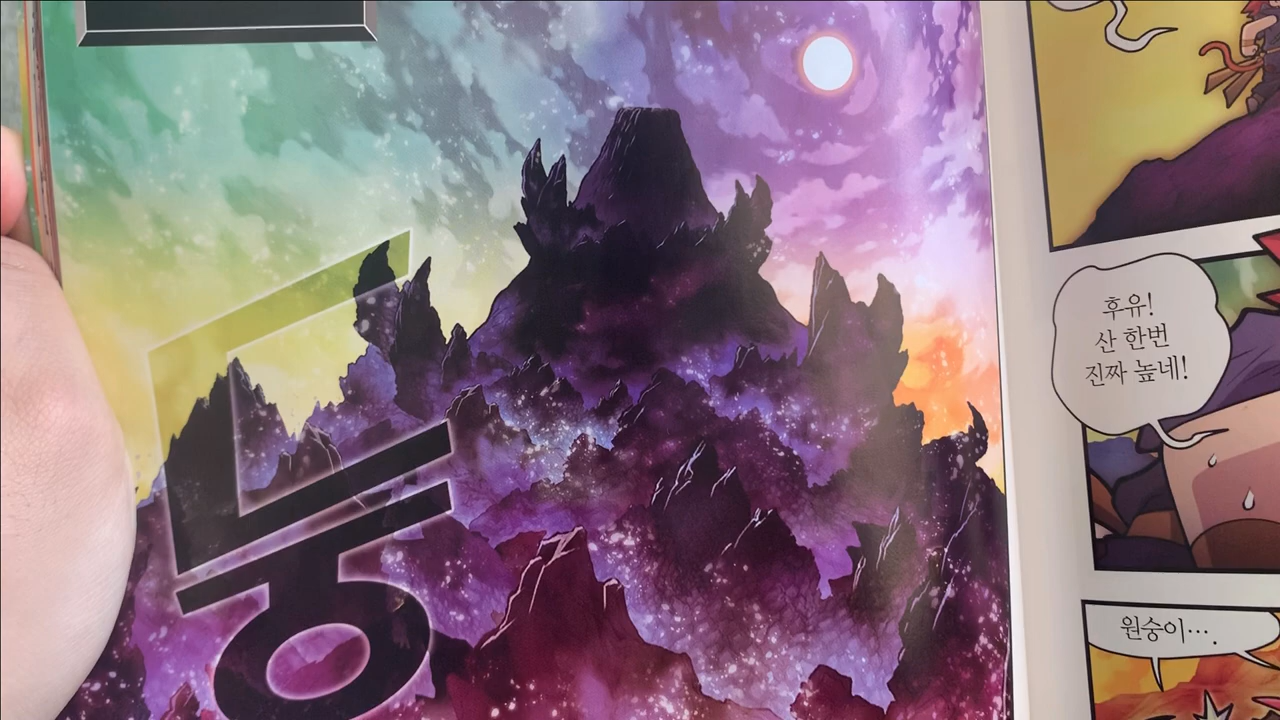 둥
후유!
산 한번
진짜 높네!
원숭이….